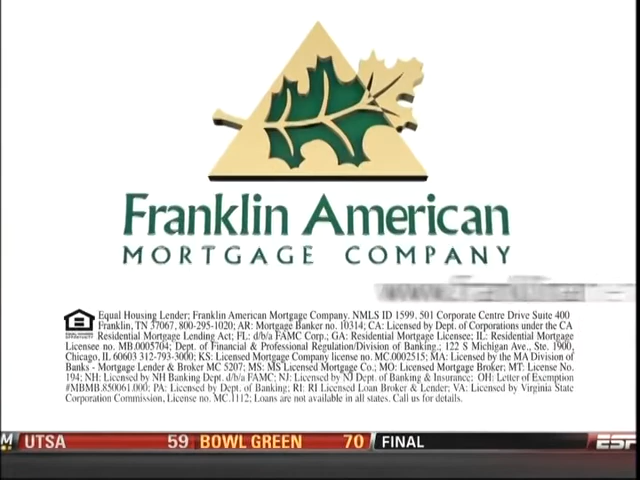 Franklin American
MORTGAGE COMPANY
Equal Housing Lender; Franklin American Mortgage Company. NMLS ID 1599. 501 Corporate Centre Drive Suite 400
Franklin, TN 37067, 800-295-1020; AR: Mortgage Banker no. 10314; CA: Licensed by Dept. of Corporations under the CA
Residential Mortgage Lending Act; FL: d/b/a FAMC Corp.; GA: Residential Mortgage Licensee; IL: Residential Mortgage
Licensee no. MB.0005704; Dept. of Financial & Professional Regulation/Division of Banking.; 122 S Michigan Ave., Ste. 1900,
Chicago, IL 60603 312-793-3000; KS: Licensed Mortgage Company license no. MC.0002515; MA: Licensed by the MA Division of
Banks - Mortgage Lender & Broker MC 5207; MS: MS Licensed Mortgage Co.; MO: Licensed Mortgage Broker; MT: License No.
194; NH: Licensed by NH Banking Dept. d/b/a FAMC; NJ: Licensed by NJ Dept. of Banking & Insurance; OH: Letter of Exemption
#MBMB.850061.000; PA: Licensed by Dept. of Banking; RI: RI Licensed Loan Broker & Lender; VA: Licensed by Virginia State
Corporation Commission, License no. MC.1112; Loans are not available in all states. Call us for details.
M UTSA 59 BOWL GREEN 70 FINAL ESP